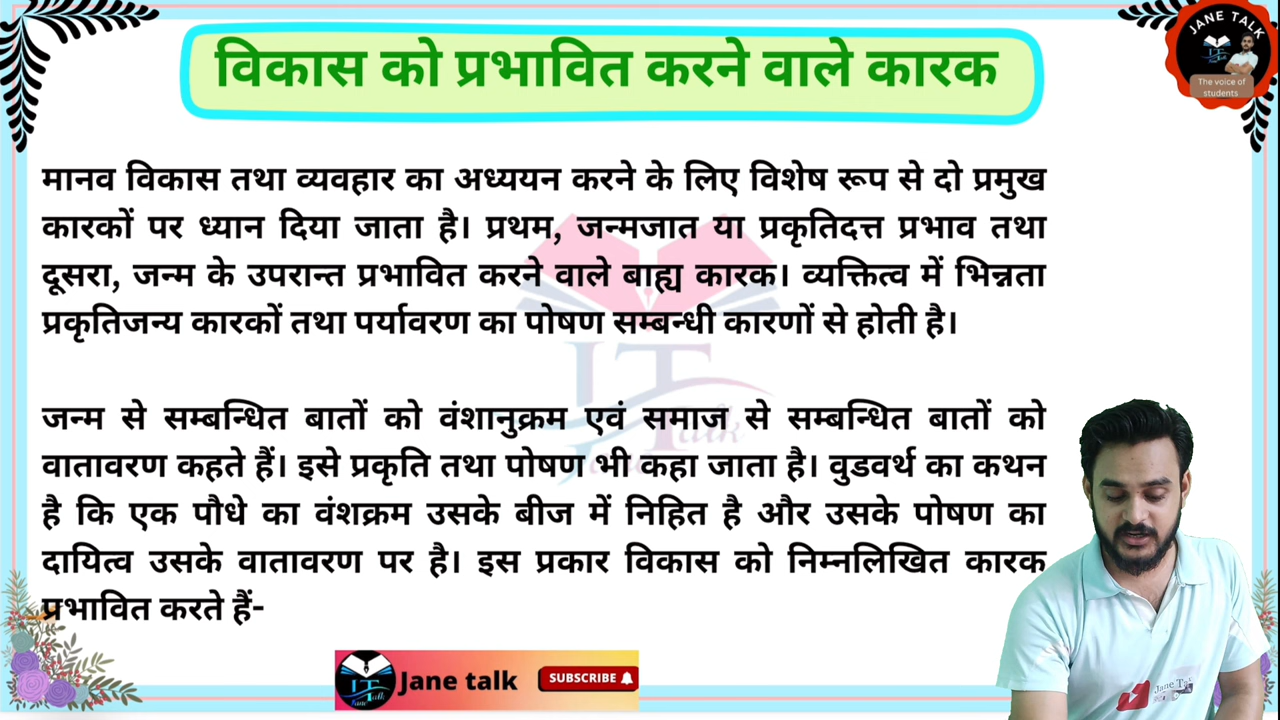 विकास को प्रभावित करने वाले कारक
JANE TALK
The voice of
students
मानव विकास तथा व्यवहार का अध्ययन करने के लिए विशेष रूप से दो प्रमुख
कारकों पर ध्यान दिया जाता है। प्रथम, जन्मजात या प्रकृतिदत्त प्रभाव तथा
दूसरा, जन्म के उपरान्त प्रभावित करने वाले बाह्य कारक। व्यक्तित्व में भिन्नता
प्रकृतिजन्य कारकों तथा पर्यावरण का पोषण सम्बन्धी कारणों से होती है।
जन्म से सम्बन्धित बातों को वंशानुक्रम एवं समाज से सम्बन्धित बातों को
वातावरण कहते हैं। इसे प्रकृति तथा पोषण भी कहा जाता है। वुडवर्थ का कथन
है कि एक पौधे का वंशक्रम उसके बीज में निहित है और उसके पोषण का
दायित्व उसके वातावरण पर है। इस प्रकार विकास को निम्नलिखित कारक
प्रभावित करते हैं-
Jane talk
SUBSCRIBE